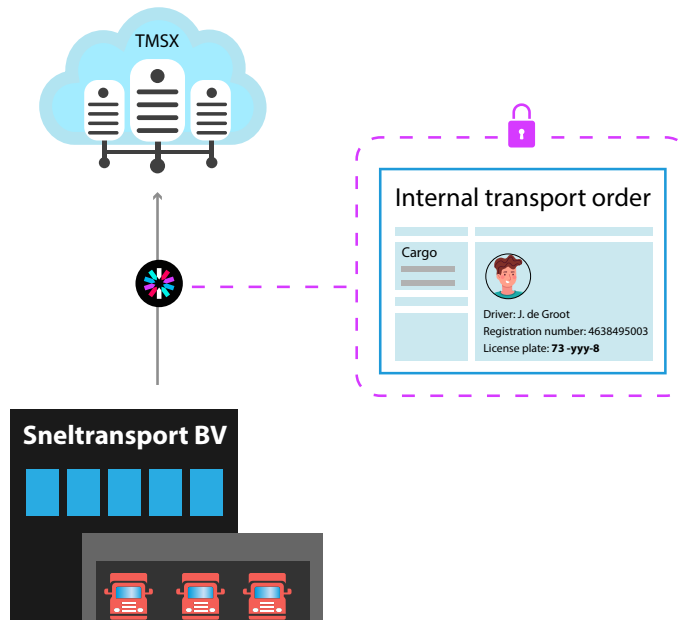 TMSX
Internal transport order
Cargo
Driver: J. de Groot
Registration number: 4638495003
License plate: 73 -yyy-8
Sneltransport BV